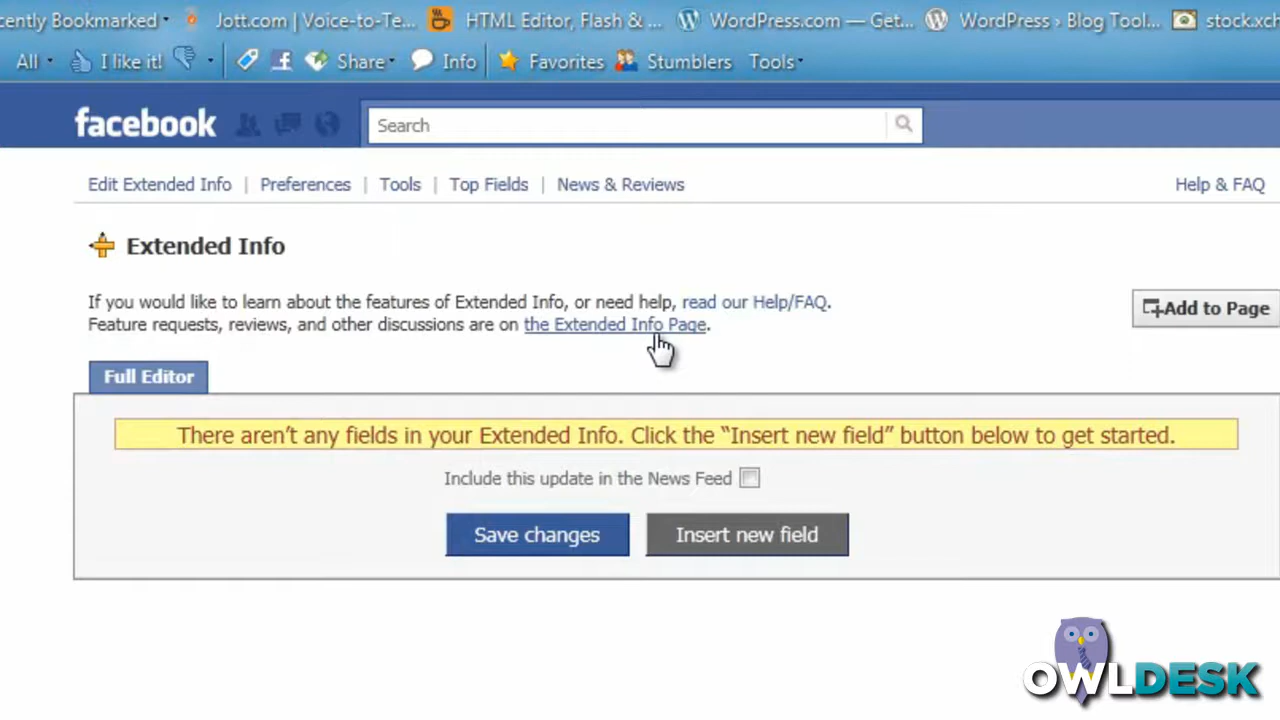 cently Bookmarked Jott.com | Voice-to-Te... HTML Editor, Flash & ... WordPress.com — Get... WordPress › Blog Tool... stock.xch
All I like it! Share Info Favorites Stumblers Tools
facebook Search
Edit Extended Info | Preferences | Tools | Top Fields | News & Reviews Help & FAQ
Extended Info
If you would like to learn about the features of Extended Info, or need help, read our Help/FAQ.
Feature requests, reviews, and other discussions are on the Extended Info Page.
Add to Page
Full Editor
There aren't any fields in your Extended Info. Click the “Insert new field” button below to get started.
Include this update in the News Feed
Save changes Insert new field
OWLDESK